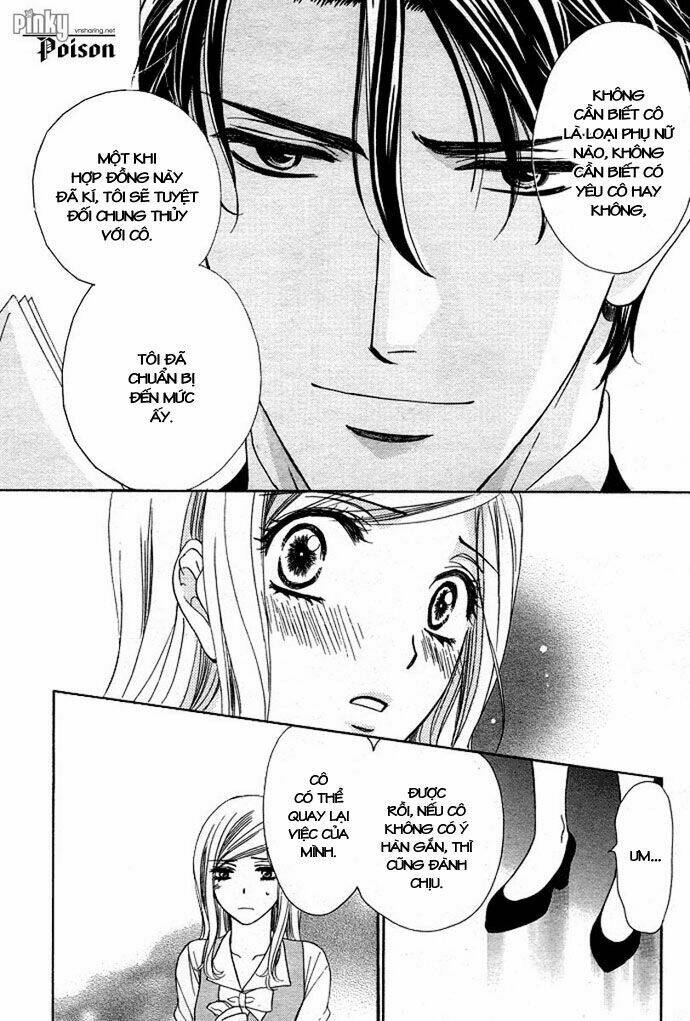 Pinky
vnsharing.net
Poison
KHÔNG
CẦN BIẾT CÔ
LÀ LOẠI PHỤ NỮ
NÀO, KHÔNG
CẦN BIẾT CÓ
YÊU CÔ HAY
KHÔNG,
MỘT KHI
HỢP ĐỒNG NÀY
ĐÃ KÍ, TÔI SẼ TUYỆT
ĐỐI CHUNG THỦY
VỚI CÔ.
TÔI ĐÃ
CHUẨN BỊ
ĐẾN MỨC
ẤY.
UM...
ĐƯỢC
RỒI, NẾU CÔ
KHÔNG CÓ Ý
HÀN GẮN, THÌ
CŨNG ĐÀNH
CHỊU.
CÔ
CÓ THỂ
QUAY LẠI
VIỆC CỦA
MÌNH.